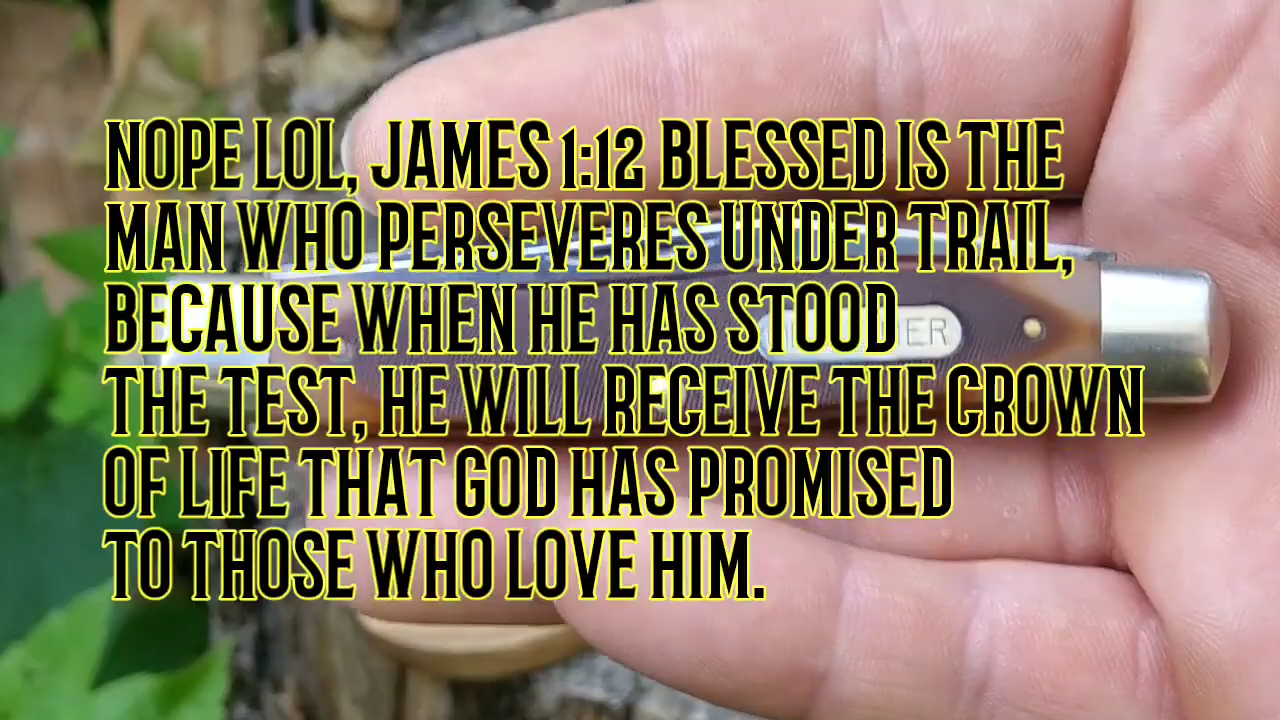 NOPE LOL, JAMES 1:12 BLESSED IS THE
MAN WHO PERSEVERES UNDER TRAIL,
BECAUSE WHEN HE HAS STOOD
THE TEST, HE WILL RECEIVE THE CROWN
OF LIFE THAT GOD HAS PROMISED
TO THOSE WHO LOVE HIM.